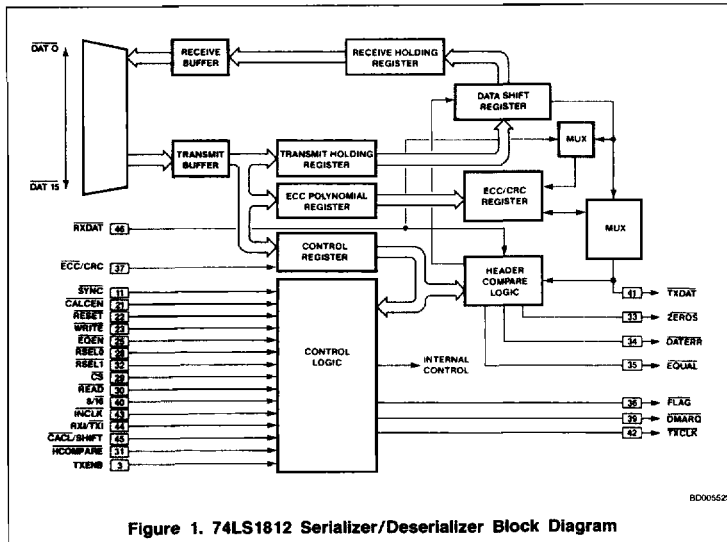 DAT 0
DAT 15
RECEIVE
BUFFER
RECEIVE HOLDING
REGISTER
DATA SHIFT
REGISTER
MUX
TRANSMIT
BUFFER
TRANSMIT HOLDING
REGISTER
ECC POLYNOMIAL
REGISTER
ECC/CRC
REGISTER
MUX
RXDAT 46
CONTROL
REGISTER
HEADER
COMPARE
LOGIC
ECC/CRC 37
SYNC 11
CALCEN 21
RESET 22
WRITE 23
EQEN 25
RSEL0 28
RSEL1 32
CS 29
READ 30
8/16 40
INCLK 43
RXI/TXI 44
CACL/SHIFT 45
HCOMPARE 31
TXENB 3
CONTROL
LOGIC
INTERNAL
CONTROL
41 TXDAT
33 ZEROS
34 DATERR
35 EQUAL
36 FLAG
39 DMARQ
42 TXCLK
Figure 1. 74LS1812 Serializer/Deserializer Block Diagram